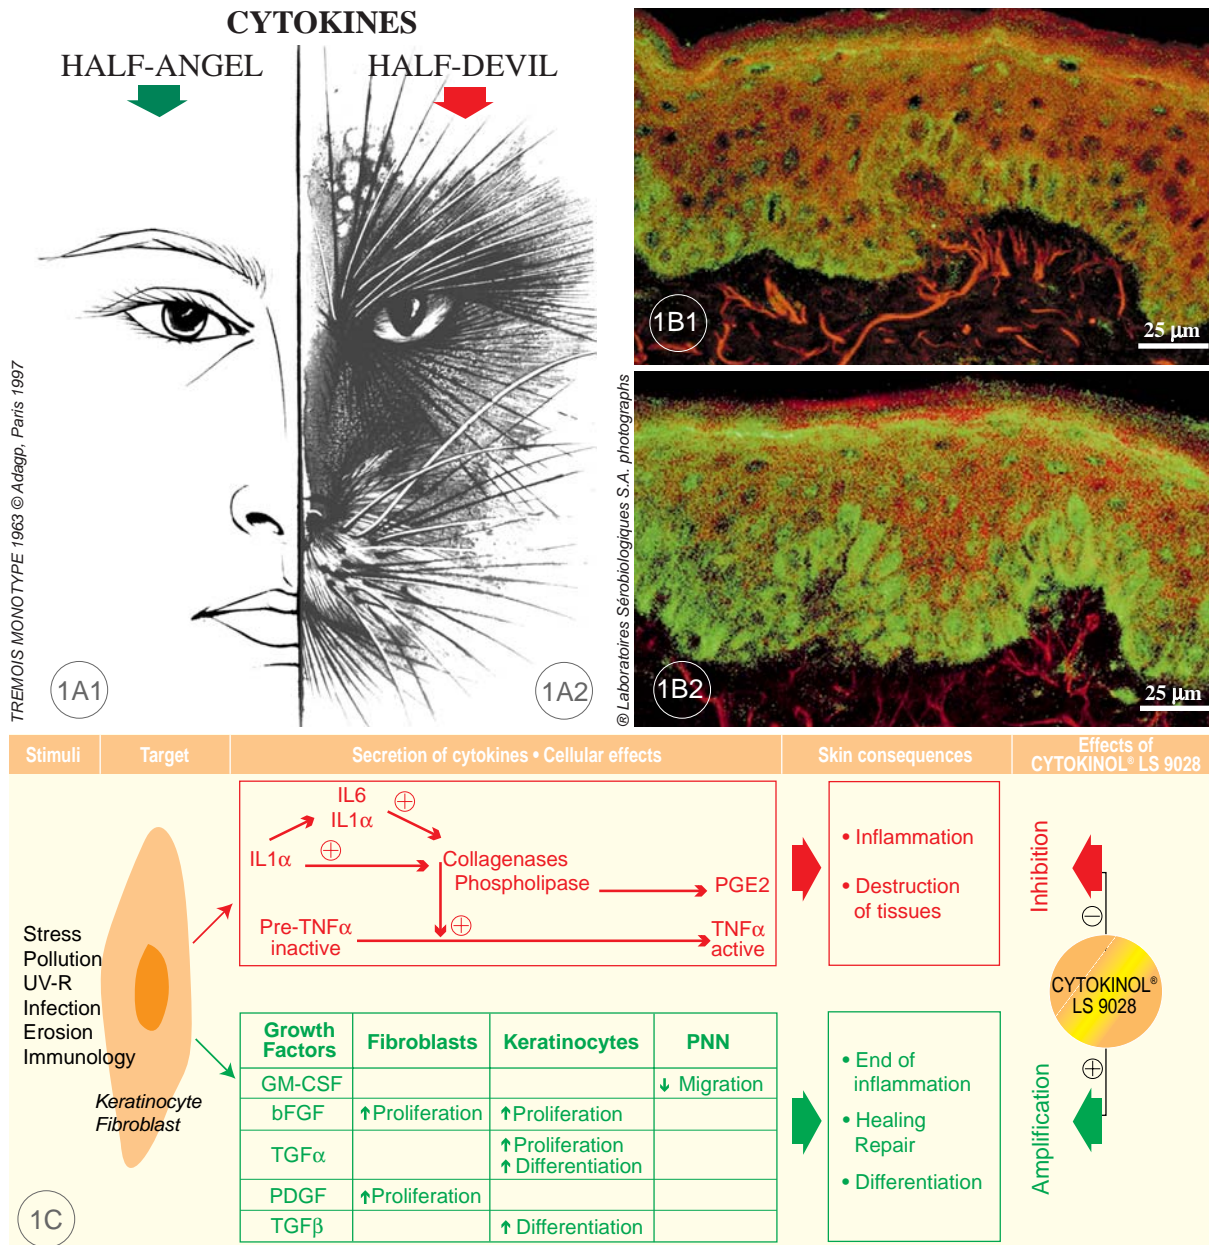 CYTOKINES
HALF-ANGEL
HALF-DEVIL
TREMOIS MONOTYPE 1963 © Adagp, Paris 1997
1A1
1A2
® Laboratoires Sérobiologiques S.A. photographs
1B1
25 µm
1B2
25 µm
Stimuli
Target
Secretion of cytokines • Cellular effects
Skin consequences
Effects of
CYTOKINOL® LS 9028
Stress
Pollution
UV-R
Infection
Erosion
Immunology
Keratinocyte
Fibroblast
IL6
IL1α
IL1α
Collagenases
Phospholipase
PGE2
Pre-TNFα
inactive
TNFα
active
• Inflammation
• Destruction
of tissues
Inhibition
CYTOKINOL®
LS 9028
Growth
Factors
Fibroblasts
Keratinocytes
PNN
GM-CSF
↓ Migration
bFGF
↑Proliferation
↑Proliferation
TGFα
↑Proliferation
↑ Differentiation
PDGF
↑Proliferation
TGFβ
↑ Differentiation
• End of
inflammation
• Healing
Repair
• Differentiation
Amplification
1C